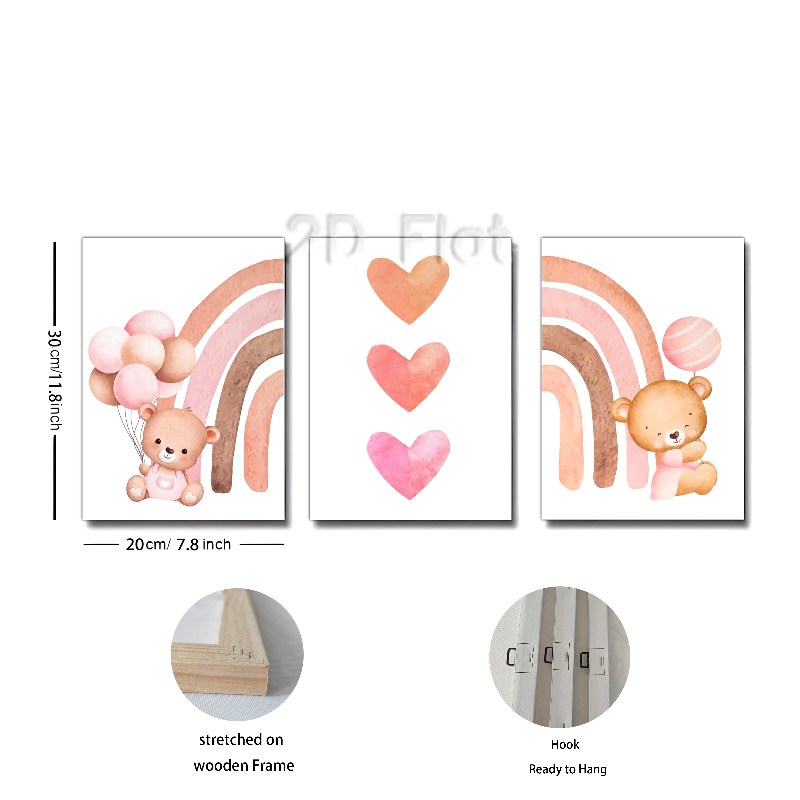 2D Flat
30cm/11.8inch
20cm/ 7.8 inch
stretched on
wooden Frame
Hook
Ready to Hang